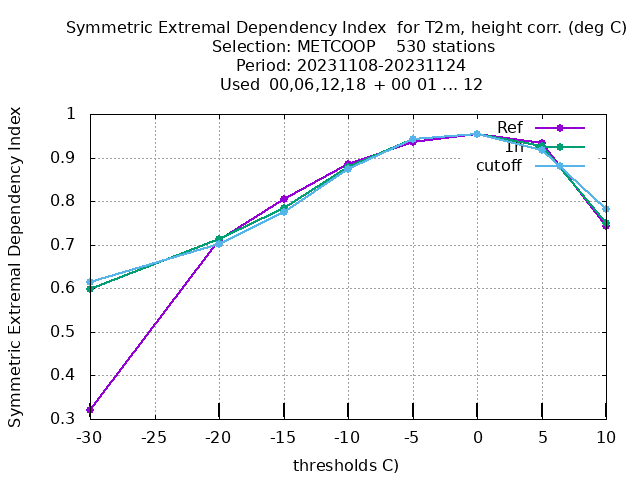 Symmetric Extremal Dependency Index for T2m, height corr. (deg C)
Selection: METCOOP 530 stations
Period: 20231108-20231124
Used 00,06,12,18 + 00 01 ... 12
Symmetric Extremal Dependency Index
1
0.9
0.8
0.7
0.6
0.5
0.4
0.3
Ref
1h
cutoff
-30 -25 -20 -15 -10 -5 0 5 10
thresholds C)